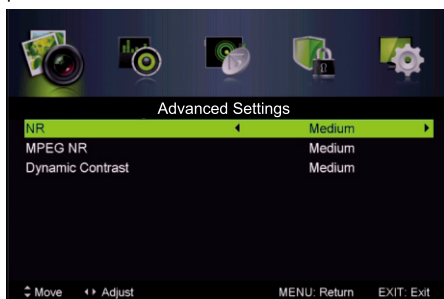 Advanced Settings
NR Medium
MPEG NR Medium
Dynamic Contrast Medium
Move Adjust MENU: Return EXIT: Exit